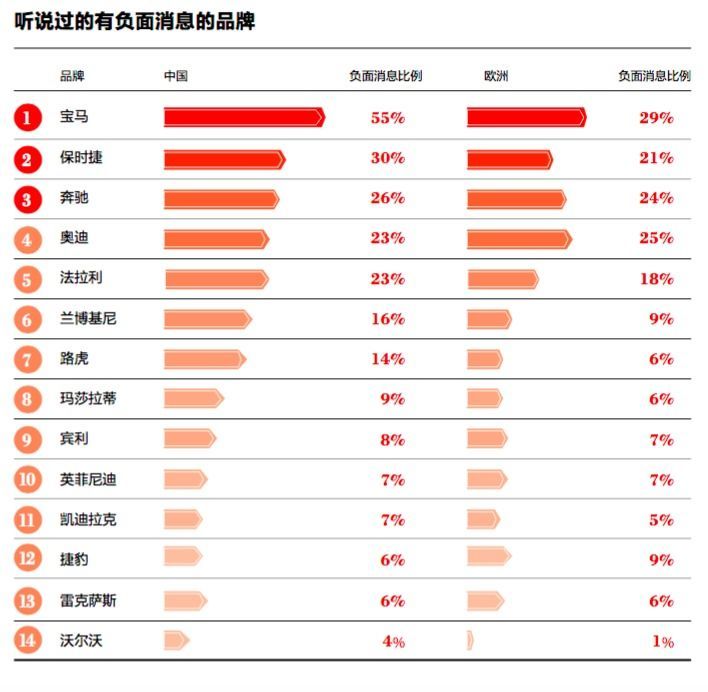 听说过的有负面消息的品牌
品牌 中国 负面消息比例 欧洲 负面消息比例
1 宝马 55% 29%
2 保时捷 30% 21%
3 奔驰 26% 24%
4 奥迪 23% 25%
5 法拉利 23% 18%
6 兰博基尼 16% 9%
7 路虎 14% 6%
8 玛莎拉蒂 9% 6%
9 宾利 8% 7%
10 英菲尼迪 7% 7%
11 凯迪拉克 7% 5%
12 捷豹 6% 9%
13 雷克萨斯 6% 6%
14 沃尔沃 4% 1%